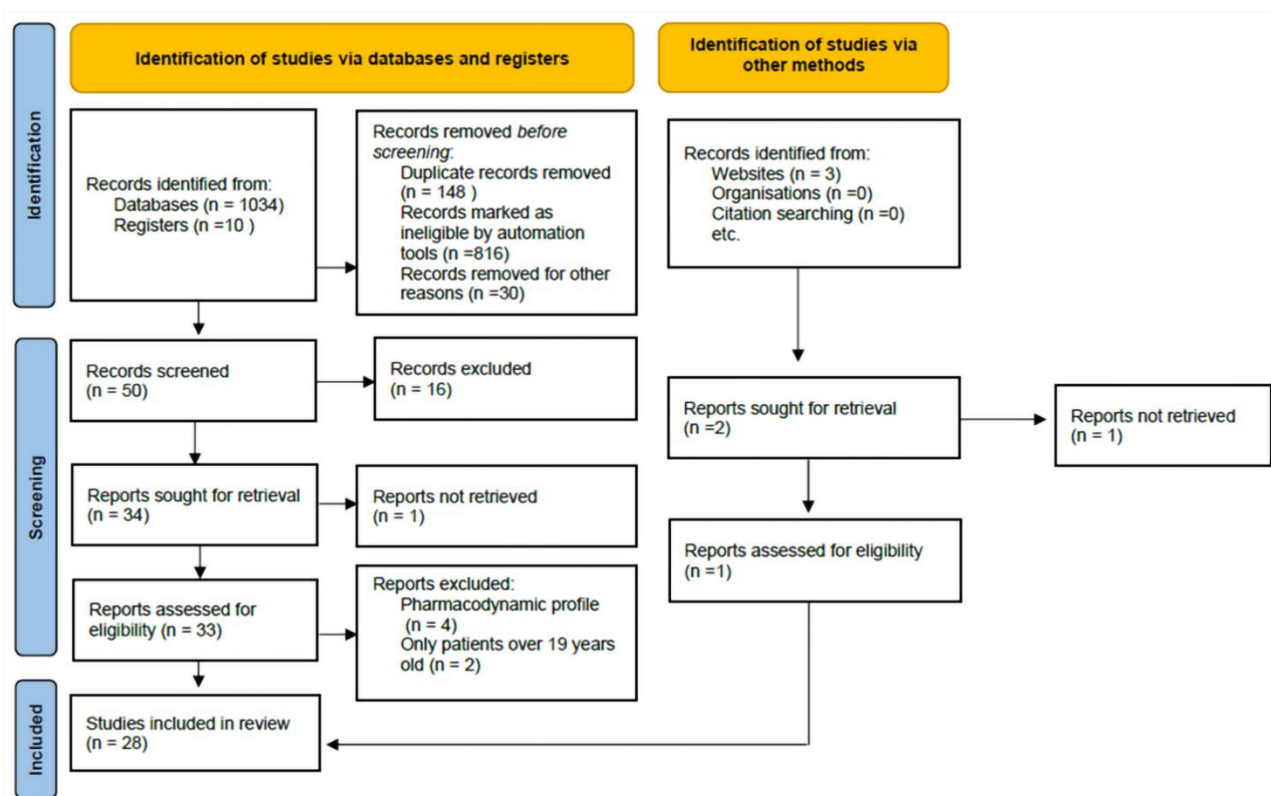 Identification of studies via databases and registers
Identification of studies via
other methods
Identification
Records identified from:
Databases (n = 1034)
Registers (n =10 )
Records removed before
screening:
Duplicate records removed
(n = 148 )
Records marked as
ineligible by automation
tools (n =816)
Records removed for other
reasons (n =30)
Records identified from:
Websites (n = 3)
Organisations (n =0)
Citation searching (n =0)
etc.
Screening
Records screened
(n = 50)
Records excluded
(n = 16)
Reports sought for retrieval
(n =2)
Reports not retrieved
(n = 1)
Reports sought for retrieval
(n = 34)
Reports not retrieved
(n = 1)
Reports assessed for eligibility
(n =1)
Reports assessed for
eligibility (n = 33)
Reports excluded:
Pharmacodynamic profile
(n = 4)
Only patients over 19 years
old (n = 2)
Included
Studies included in review
(n = 28)